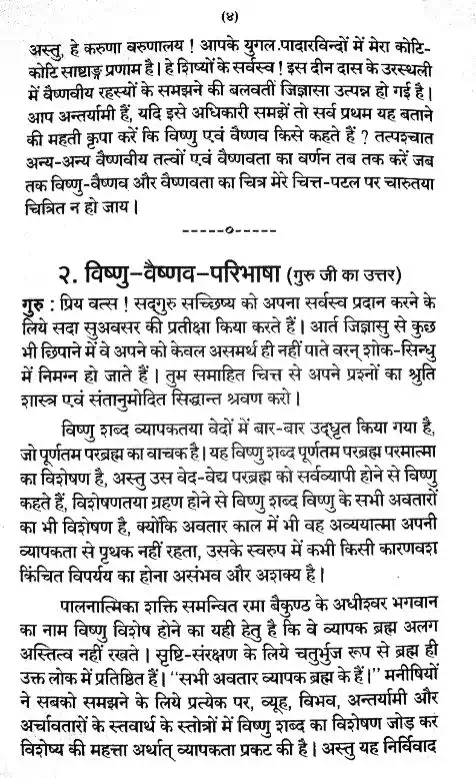 (४)
अस्तु, हे करुणा वरुणालय ! आपके युगल पादारविन्दों में मेरा कोटि-
कोटि साष्टाङ्ग प्रणाम है । हे शिष्यों के सर्वस्व ! इस दीन दास के उरस्थली
में वैष्णवीय रहस्यों के समझने की बलवतीं जिज्ञासा उत्पन्न हो गई है ।
आप अन्तर्यामी हैं, यदि इसे अधिकारी समझें तो सर्व प्रथम यह बताने
की महती कृपा करें कि विष्णु एवं वैष्णव किसे कहते हैं ? तत्पश्चात
अन्य-अन्य वैष्णवीय तत्वों एवं वैष्णवता का वर्णन तब तक करें जब
तक विष्णु-वैष्णव और वैष्णवता का चित्र मेरे चित्त-पटल पर चारुतया
चित्रित न हो जाय ।
-----०-----
२. विष्णु-वैष्णव-परिभाषा (गुरु जी का उत्तर)
गुरु : प्रिय वत्स ! सद्गुरु सच्छिष्य को अपना सर्वस्व प्रदान करने के
लिये सदा सुअवसर की प्रतीक्षा किया करते हैं । आर्त जिज्ञासु से कुछ
भी छिपाने में वे अपने को केवल असमर्थ ही नहीं पाते वरन् शोक-सिन्धु
में निमग्न हो जाते हैं । तुम समाहित चित्त से अपने प्रश्नों का श्रुति
शास्त्र एवं संतानुमोदित सिद्धान्त श्रवण करो ।
विष्णु शब्द व्यापकतया वेदों में बार-बार उद्धृत किया गया है,
जो पूर्णतम परब्रह्म का वाचक है । यह विष्णु शब्द पूर्णतम परब्रह्म परमात्मा
का विशेषण है, अस्तु उस वेद-वेद्य परब्रह्म को सर्वव्यापी होने से विष्णु
कहते हैं, विशेषणतया ग्रहण होने से विष्णु शब्द विष्णु के सभी अवतारों
का भी विशेषण है, क्योंकि अवतार काल में भी वह अव्ययात्मा अपनी
व्यापकता से पृथक नहीं रहता, उसके स्वरुप में कभी किसी कारणवश
किंचित विपर्यय का होना असंभव और अशक्य है ।
पालनात्मिका शक्ति समन्वित रमा बैकुण्ठ के अधीश्वर भगवान
का नाम विष्णु विशेष होने का यही हेतु है कि वे व्यापक ब्रह्म अलग
अस्तित्व नहीं रखते । सृष्टि-संरक्षण के लिये चतुर्भुज रूप से ब्रह्म ही
उक्त लोक में प्रतिष्ठित हैं । "सभी अवतार व्यापक ब्रह्म के हैं ।" मनीषियों
ने सबको समझने के लिये प्रत्येक पर, व्यूह, विभव, अन्तर्यामी और
अर्चावतारों के स्तवार्थ के स्तोत्रों में विष्णु शब्द का विशेषण जोड़ कर
विशेष्य की महत्ता अर्थात् व्यापकता प्रकट की है । अस्तु यह निर्विवाद